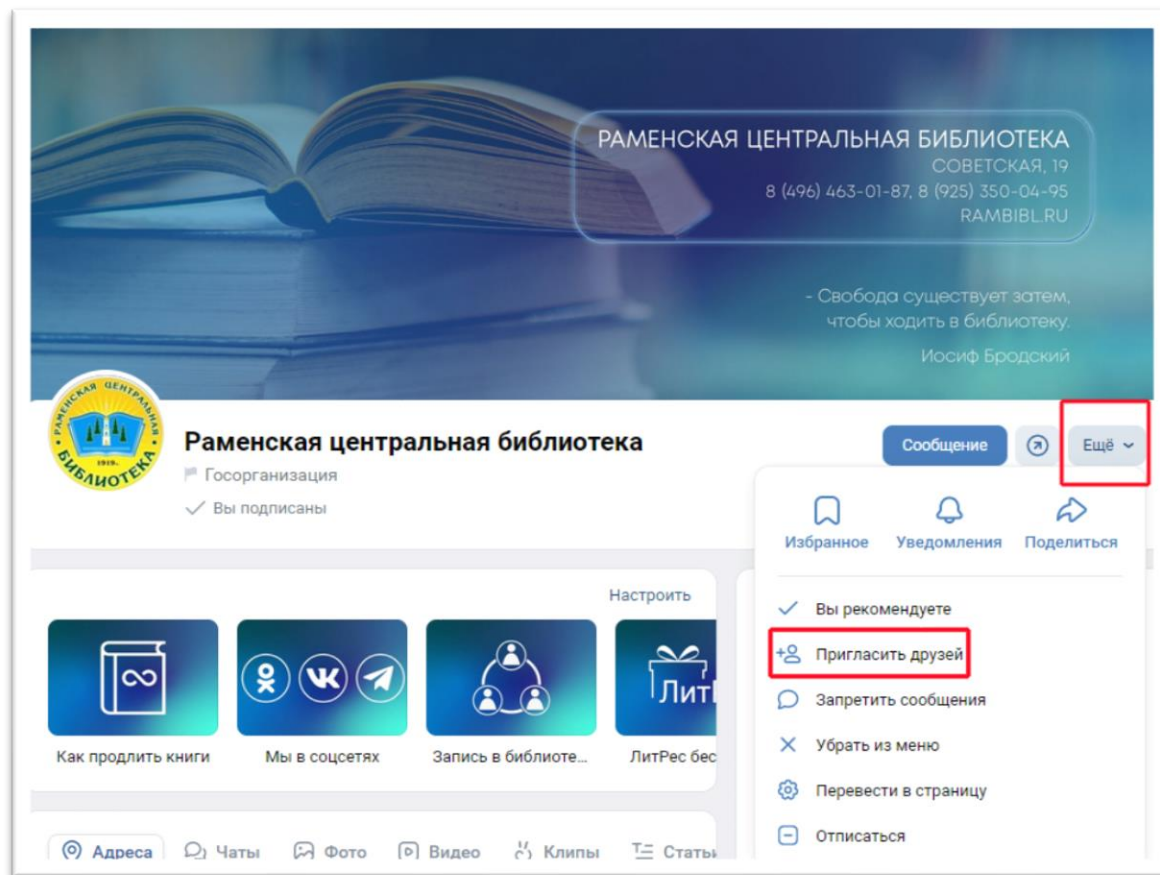 РАМЕНСКАЯ ЦЕНТРАЛЬНАЯ БИБЛИОТЕКА
СОВЕТСКАЯ, 19
8 (496) 463-01-87, 8 (925) 350-04-95
RAMBIBL.RU
- Свобода существует затем,
чтобы ходить в библиотеку.
Иосиф Бродский
РАМЕНСКАЯ ЦЕНТРАЛЬНАЯ
1919г.
БИБЛИОТЕКА
Раменская центральная библиотека
Госорганизация
Вы подписаны
Сообщение
Ещё
Избранное Уведомления Поделиться
Вы рекомендуете
Пригласить друзей
Запретить сообщения
Убрать из меню
Перевести в страницу
Отписаться
Настроить
Лит
Как продлить книги Мы в соцсетях Запись в библиоте... ЛитРес бес
Адреса Чаты Фото Видео Клипы Статьи